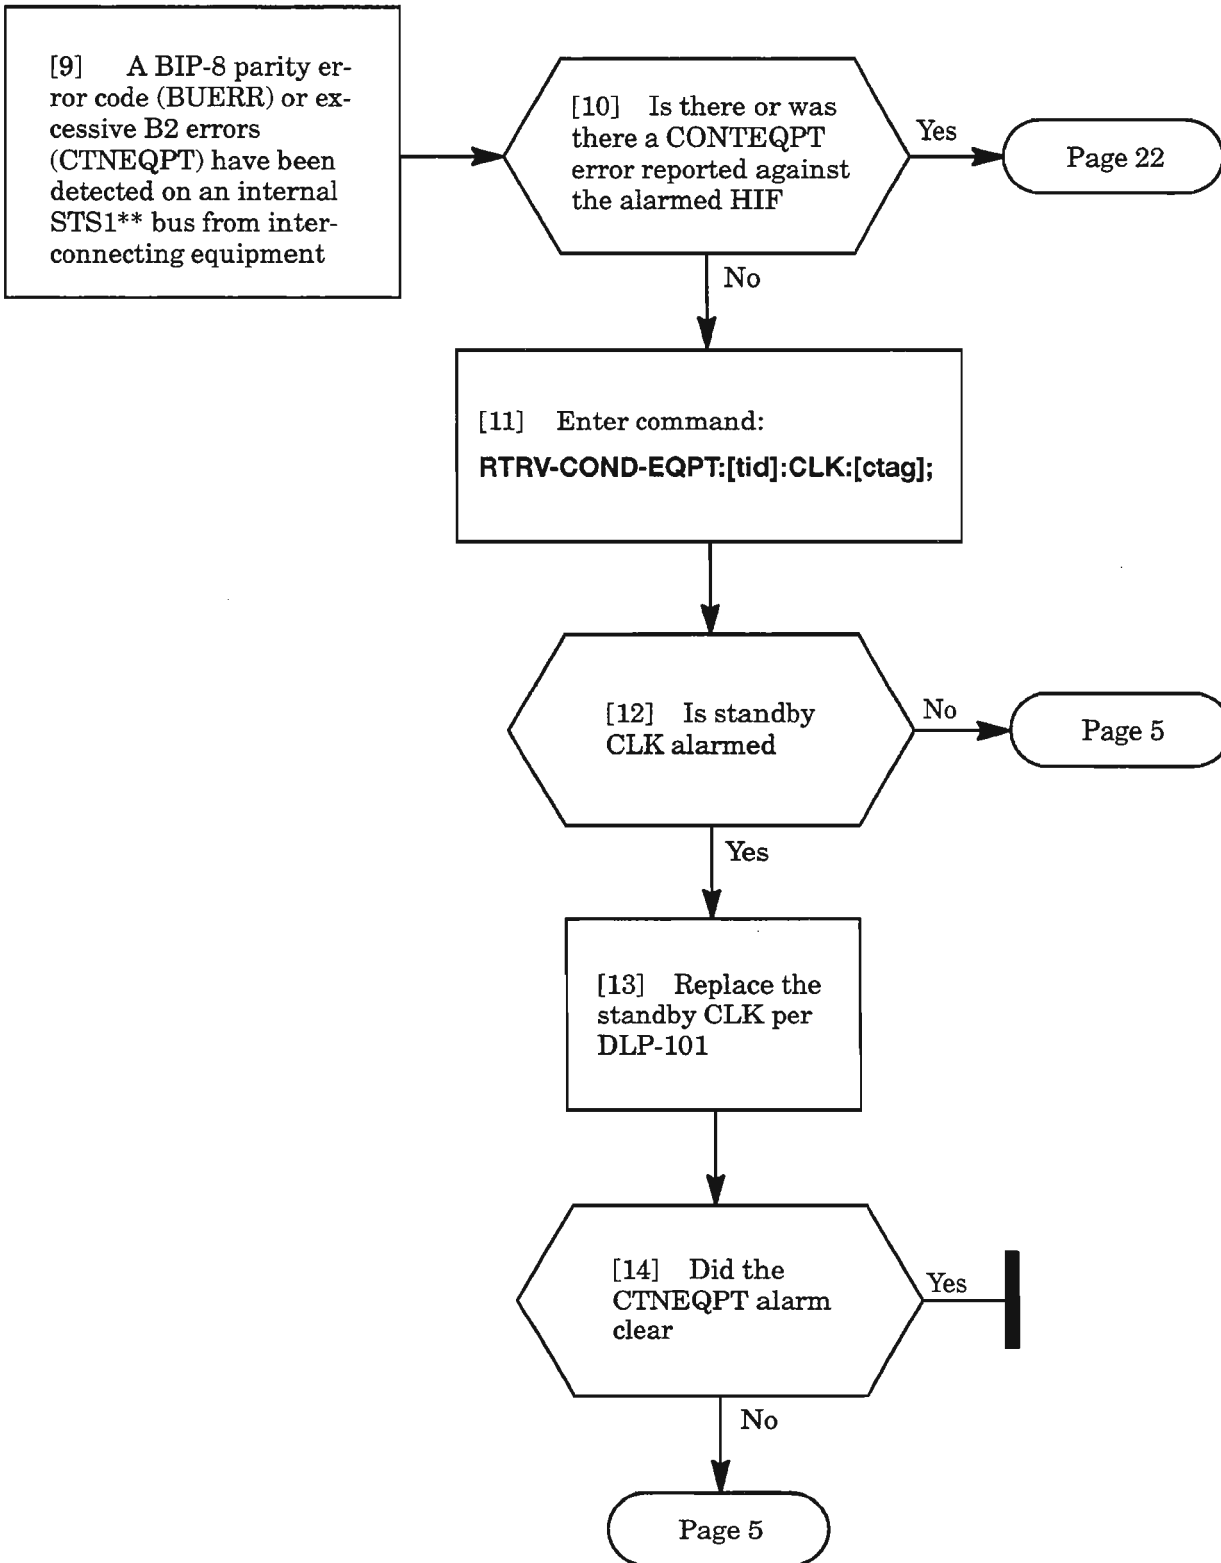 [9] A BIP-8 parity er-
ror code (BUERR) or ex-
cessive B2 errors
(CTNEQPT) have been
detected on an internal
STS1** bus from inter-
connecting equipment
[10] Is there or was
there a CONTEQPT
error reported against
the alarmed HIF
Yes
Page 22
No
[11] Enter command:
RTRV-COND-EQPT:[tid]:CLK:[ctag];
[12] Is standby
CLK alarmed
No
Page 5
Yes
[13] Replace the
standby CLK per
DLP-101
[14] Did the
CTNEQPT alarm
clear
Yes
No
Page 5